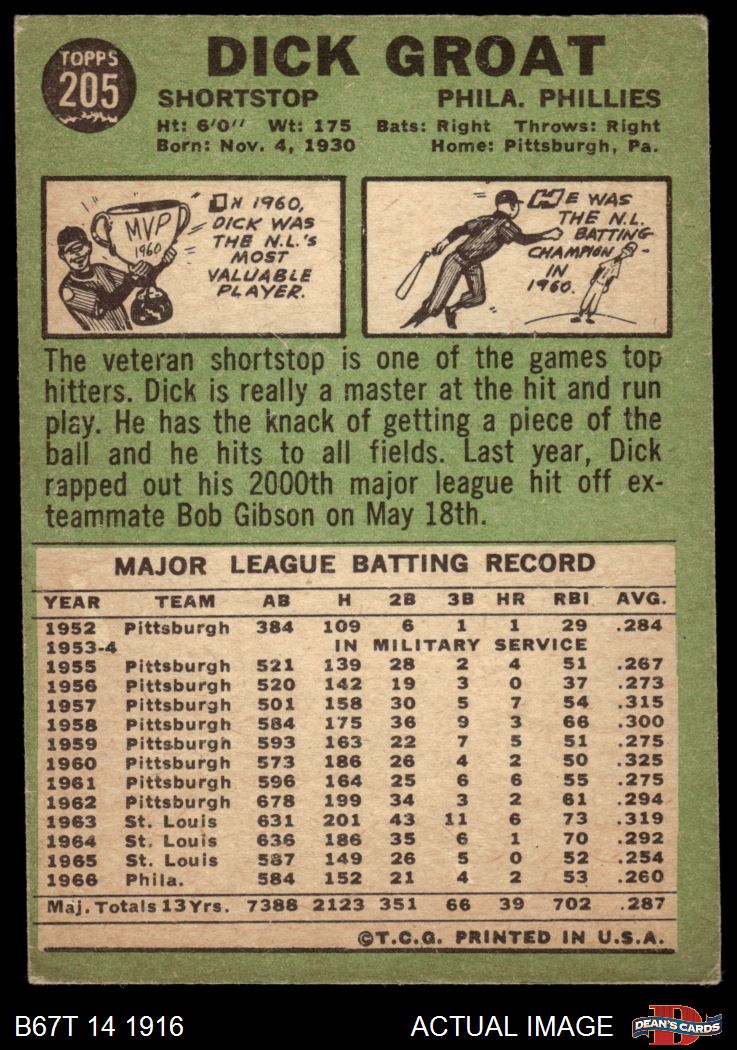 TOPPS
205
DICK GROAT
SHORTSTOP PHILA. PHILLIES
Ht: 6'0'' Wt: 175 Bats: Right Throws: Right
Born: Nov. 4, 1930 Home: Pittsburgh, Pa.
MVP
1960
IN 1960,
DICK WAS
THE N.L.'S
MOST
VALUABLE
PLAYER.
HE WAS
THE N.L.
BATTING
CHAMPION
IN
1960.
The veteran shortstop is one of the games top
hitters. Dick is really a master at the hit and run
play. He has the knack of getting a piece of the
ball and he hits to all fields. Last year, Dick
rapped out his 2000th major league hit off ex-
teammate Bob Gibson on May 18th.
MAJOR LEAGUE BATTING RECORD
YEAR TEAM AB H 2B 3B HR RBI AVG.
1952 Pittsburgh 384 109 6 1 1 29 .284
1953-4 IN MILITARY SERVICE
1955 Pittsburgh 521 139 28 2 4 51 .267
1956 Pittsburgh 520 142 19 3 0 37 .273
1957 Pittsburgh 501 158 30 5 7 54 .315
1958 Pittsburgh 584 175 36 9 3 66 .300
1959 Pittsburgh 593 163 22 7 5 51 .275
1960 Pittsburgh 573 186 26 4 2 50 .325
1961 Pittsburgh 596 164 25 6 6 55 .275
1962 Pittsburgh 678 199 34 3 2 61 .294
1963 St. Louis 631 201 43 11 6 73 .319
1964 St. Louis 636 186 35 6 1 70 .292
1965 St. Louis 587 149 26 5 0 52 .254
1966 Phila. 584 152 21 4 2 53 .260
Maj. Totals 13 Yrs. 7388 2123 351 66 39 702 .287
©T.C.G. PRINTED IN U.S.A.
B67T 14 1916 ACTUAL IMAGE
DEAN'S CARDS